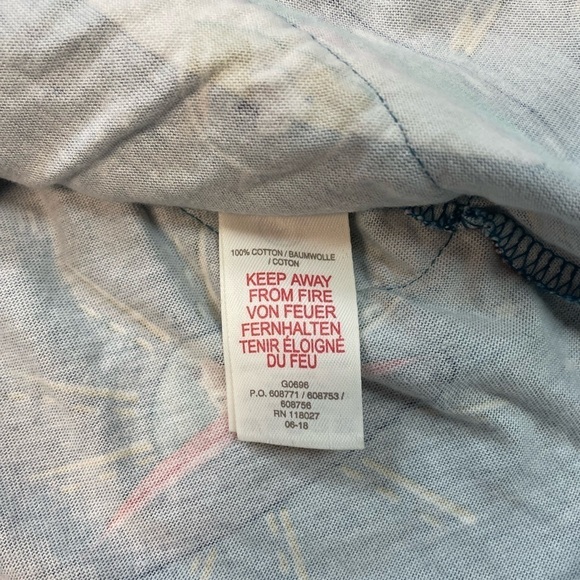 100% COTTON / BAUMWOLLE
/ COTON
KEEP AWAY
FROM FIRE
VON FEUER
FERNHALTEN
TENIR ÉLOIGNÉ
DU FEU
G0696
P.O. 608771 / 608753 /
608756
RN 118027
06-18